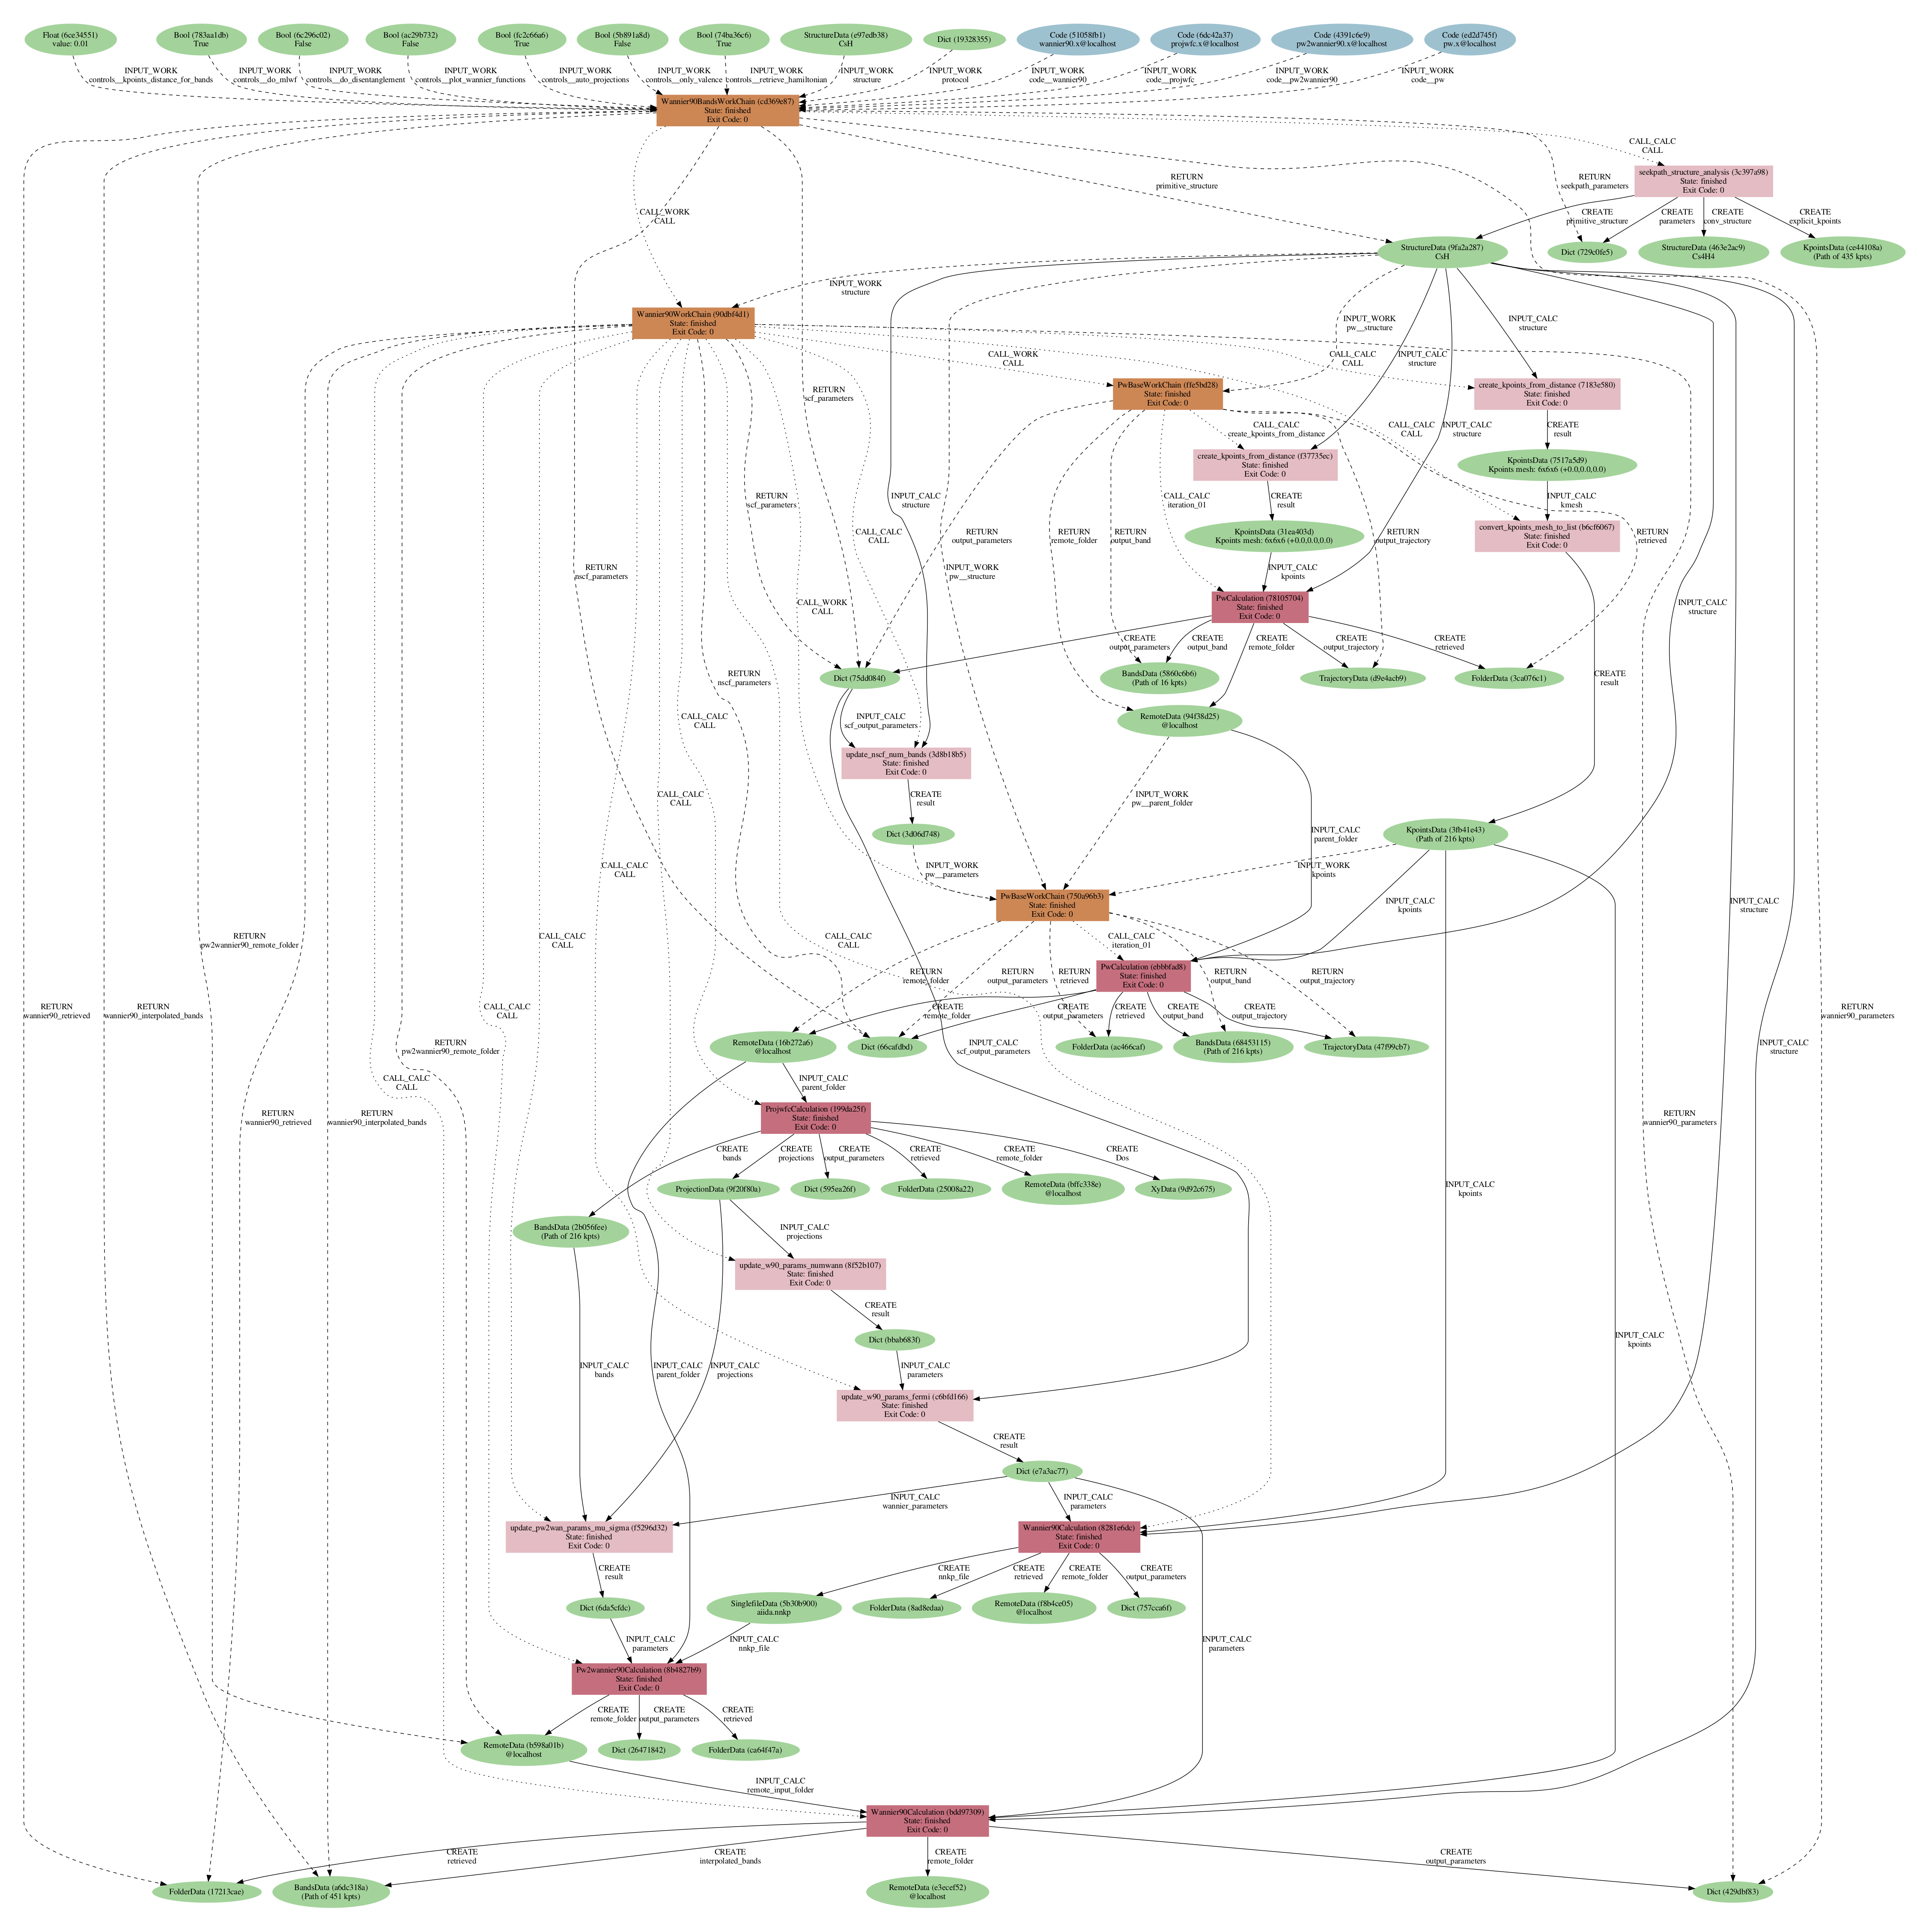 Float (6ce34551)
value: 0.01
Bool (783aa1db)
True
Bool (6c296c02)
False
Bool (ac29b732)
False
Bool (fc2c66a6)
True
Bool (5b891a8d)
False
Bool (74ba36c6)
True
StructureData (e97edb38)
CsH
Dict (19328355)
Code (51058fb1)
wannier90.x@localhost
Code (6dc42a37)
projwfc.x@localhost
Code (4391c6e9)
pw2wannier90.x@localhost
Code (ed2d745f)
pw.x@localhost
INPUT_WORK
controls__kpoints_distance_for_bands
INPUT_WORK
controls__do_mlwf
INPUT_WORK
controls__do_disentanglement
INPUT_WORK
controls__plot_wannier_functions
INPUT_WORK
controls__auto_projections
INPUT_WORK
controls__only_valence
INPUT_WORK
controls__retrieve_hamiltonian
INPUT_WORK
structure
INPUT_WORK
protocol
INPUT_WORK
code__wannier90
INPUT_WORK
code__projwfc
INPUT_WORK
code__pw2wannier90
INPUT_WORK
code__pw
Wannier90BandsWorkChain (cd369e87)
State: finished
Exit Code: 0
CALL_CALC
CALL
seekpath_structure_analysis (3c397a98)
State: finished
Exit Code: 0
RETURN
primitive_structure
RETURN
seekpath_parameters
CALL_WORK
CALL
CREATE
primitive_structure
CREATE
parameters
CREATE
conv_structure
CREATE
explicit_kpoints
StructureData (9fa2a287)
CsH
Dict (729c0fe5)
StructureData (463e2ac9)
Cs4H4
KpointsData (ce44108a)
(Path of 435 kpts)
INPUT_WORK
structure
Wannier90WorkChain (90dbf4d1)
State: finished
Exit Code: 0
INPUT_WORK
pw__structure
INPUT_CALC
structure
CALL_WORK
CALL
CALL_CALC
CALL
INPUT_CALC
structure
PwBaseWorkChain (ffe5bd28)
State: finished
Exit Code: 0
create_kpoints_from_distance (7183e580)
State: finished
Exit Code: 0
RETURN
scf_parameters
CALL_CALC
create_kpoints_from_distance
CALL_CALC
CALL
INPUT_CALC
structure
CREATE
result
create_kpoints_from_distance (f37735ec)
State: finished
Exit Code: 0
KpointsData (7517a5d9)
Kpoints mesh: 6x6x6 (+0.0,0.0,0.0)
RETURN
scf_parameters
INPUT_CALC
structure
CALL_CALC
iteration_01
CREATE
result
INPUT_CALC
kmesh
KpointsData (31ea403d)
Kpoints mesh: 6x6x6 (+0.0,0.0,0.0)
convert_kpoints_mesh_to_list (b6cf6067)
State: finished
Exit Code: 0
CALL_CALC
CALL
RETURN
output_parameters
RETURN
remote_folder
RETURN
output_band
RETURN
output_trajectory
RETURN
retrieved
RETURN
nscf_parameters
INPUT_WORK
pw__structure
INPUT_CALC
kpoints
PwCalculation (78105704)
State: finished
Exit Code: 0
CALL_WORK
CALL
INPUT_CALC
structure
CREATE
output_parameters
CREATE
output_band
CREATE
remote_folder
CREATE
output_trajectory
CREATE
retrieved
Dict (75dd084f)
BandsData (5860c6b6)
(Path of 16 kpts)
TrajectoryData (d9e4acb9)
FolderData (3ca076c1)
RETURN
nscf_parameters
CREATE
result
CALL_CALC
CALL
INPUT_CALC
scf_output_parameters
RemoteData (94f38d25)
@localhost
update_nscf_num_bands (3d8b18b5)
State: finished
Exit Code: 0
CALL_CALC
CALL
CREATE
result
INPUT_WORK
pw__parent_folder
Dict (3d06d748)
INPUT_CALC
parent_folder
KpointsData (3fb41e43)
(Path of 216 kpts)
CALL_CALC
CALL
INPUT_WORK
pw__parameters
INPUT_WORK
kpoints
PwBaseWorkChain (750a96b3)
State: finished
Exit Code: 0
INPUT_CALC
kpoints
INPUT_CALC
structure
RETURN
pw2wannier90_remote_folder
CALL_CALC
CALL
CALL_CALC
CALL
CALL_CALC
iteration_01
PwCalculation (ebbbfad8)
State: finished
Exit Code: 0
RETURN
remote_folder
RETURN
output_parameters
RETURN
retrieved
RETURN
output_band
RETURN
output_trajectory
RETURN
wannier90_retrieved
RETURN
wannier90_interpolated_bands
CALL_CALC
CALL
CREATE
remote_folder
CREATE
output_parameters
CREATE
retrieved
CREATE
output_band
CREATE
output_trajectory
RETURN
wannier90_parameters
RETURN
pw2wannier90_remote_folder
RemoteData (16b272a6)
@localhost
Dict (66cafdbd)
FolderData (ac466caf)
BandsData (68453115)
(Path of 216 kpts)
TrajectoryData (47f99cb7)
INPUT_CALC
structure
CALL_CALC
CALL
INPUT_CALC
parent_folder
INPUT_CALC
scf_output_parameters
ProjwfcCalculation (199da25f)
State: finished
Exit Code: 0
RETURN
wannier90_retrieved
RETURN
wannier90_interpolated_bands
RETURN
wannier90_parameters
CREATE
bands
CREATE
projections
CREATE
output_parameters
CREATE
retrieved
CREATE
remote_folder
CREATE
Dos
ProjectionData (9f20f80a)
Dict (595ea26f)
FolderData (25008a22)
RemoteData (bffc338e)
@localhost
XyData (9d92c675)
INPUT_CALC
kpoints
BandsData (2b056fee)
(Path of 216 kpts)
INPUT_CALC
projections
update_w90_params_numwann (8f52b107)
State: finished
Exit Code: 0
CREATE
result
Dict (bbab683f)
INPUT_CALC
kpoints
INPUT_CALC
bands
INPUT_CALC
parent_folder
INPUT_CALC
projections
INPUT_CALC
parameters
update_w90_params_fermi (c6bfd166)
State: finished
Exit Code: 0
CREATE
result
Dict (e7a3ac77)
INPUT_CALC
wannier_parameters
INPUT_CALC
parameters
update_pw2wan_params_mu_sigma (f5296d32)
State: finished
Exit Code: 0
Wannier90Calculation (8281e6dc)
State: finished
Exit Code: 0
CREATE
result
CREATE
nnkp_file
CREATE
retrieved
CREATE
remote_folder
CREATE
output_parameters
Dict (6da5cfdc)
SinglefileData (5b30b900)
aiida.nnkp
FolderData (8ad8edaa)
RemoteData (f8b4ce05)
@localhost
Dict (757cca6f)
INPUT_CALC
parameters
INPUT_CALC
nnkp_file
INPUT_CALC
parameters
Pw2wannier90Calculation (8b4827b9)
State: finished
Exit Code: 0
CREATE
remote_folder
CREATE
output_parameters
CREATE
retrieved
RemoteData (b598a01b)
@localhost
Dict (26471842)
FolderData (ca64f47a)
INPUT_CALC
remote_input_folder
Wannier90Calculation (bdd97309)
State: finished
Exit Code: 0
CREATE
retrieved
CREATE
interpolated_bands
CREATE
remote_folder
CREATE
output_parameters
FolderData (17213cae)
BandsData (a6dc318a)
(Path of 451 kpts)
RemoteData (e3ecef52)
@localhost
Dict (429dbf83)